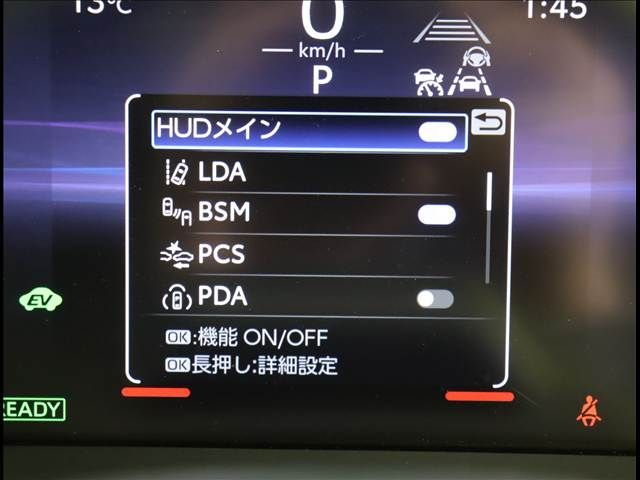 13℃
0
1:45
km/h
P
HUDメイン
LDA
BSM
PCS
PDA
EV
OK:機能 ON/OFF
OK長押し:詳細設定
READY